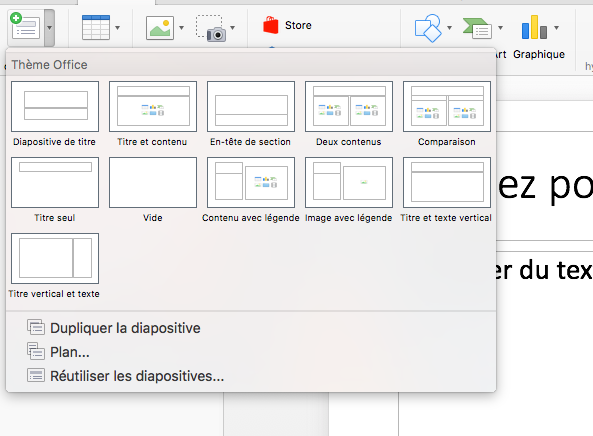 Store
Art Graphique
hy
Thème Office
Diapositive de titre
Titre et contenu
En-tête de section
Deux contenus
Comparaison
Titre seul
Vide
Contenu avec légende
Image avec légende
Titre et texte vertical
Titre vertical et texte
Dupliquer la diapositive
Plan...
Réutiliser les diapositives...
ez po
er du tex